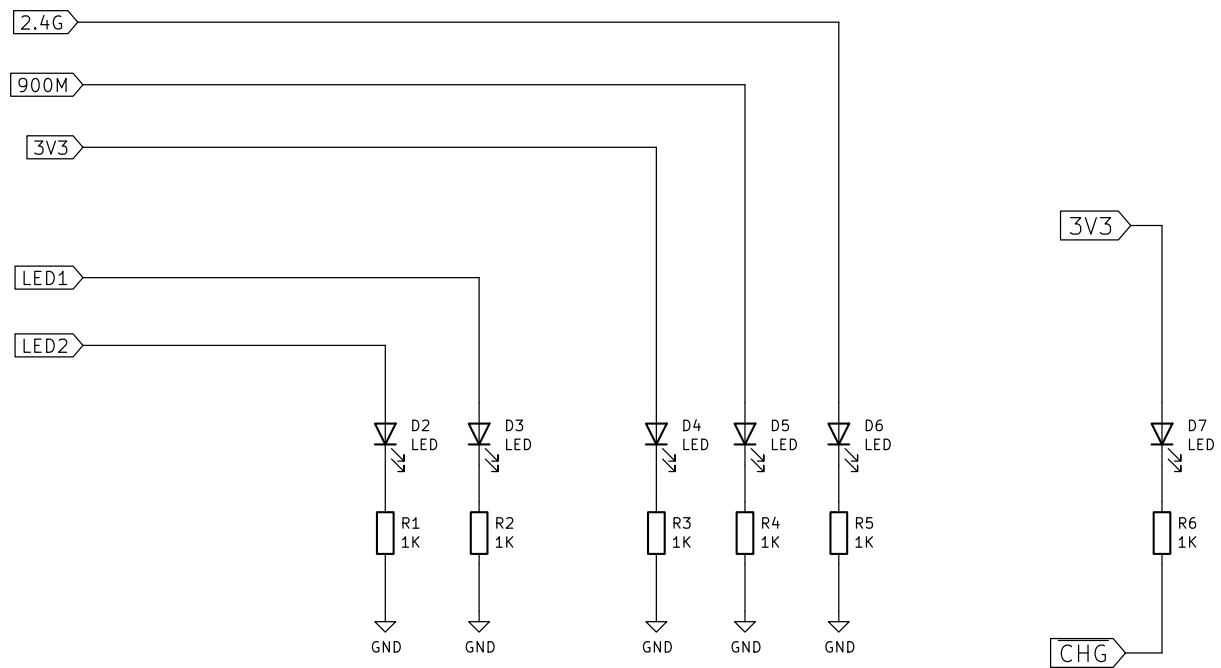 2.4G
900M
3V3
3V3
LED1
LED2
D2
LED
D3
LED
D4
LED
D5
LED
D6
LED
D7
LED
R1
1K
R2
1K
R3
1K
R4
1K
R5
1K
R6
1K
GND
GND
GND
GND
GND
C̅H̅G̅